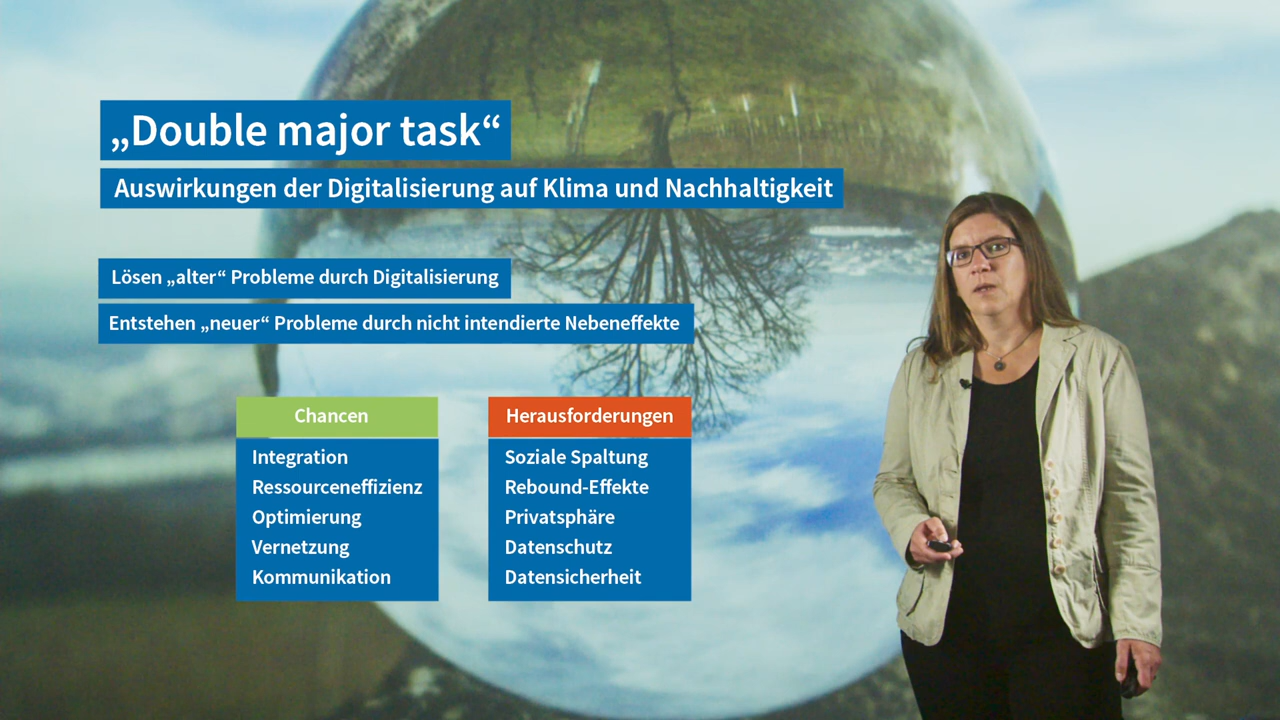 „Double major task“
Auswirkungen der Digitalisierung auf Klima und Nachhaltigkeit
Lösen „alter“ Probleme durch Digitalisierung
Entstehen „neuer“ Probleme durch nicht intendierte Nebeneffekte
Chancen
Integration
Ressourceneffizienz
Optimierung
Vernetzung
Kommunikation
Herausforderungen
Soziale Spaltung
Rebound-Effekte
Privatsphäre
Datenschutz
Datensicherheit